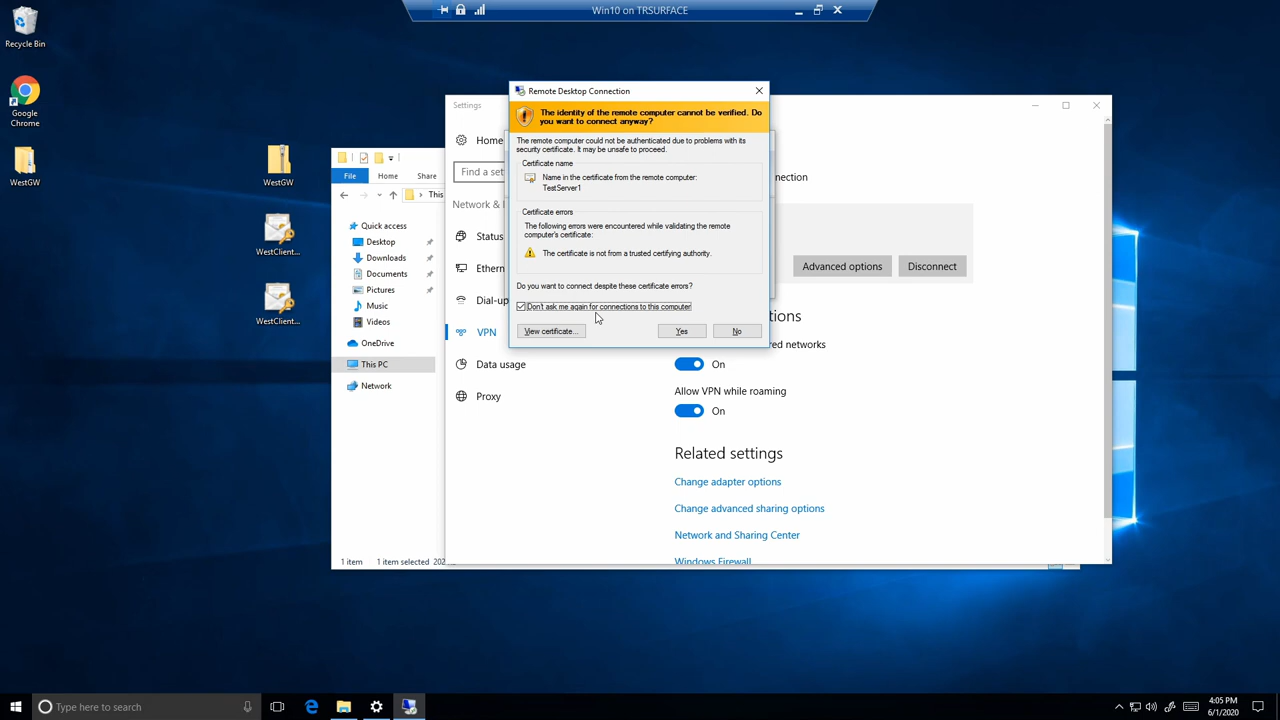 Win10 on TRSURFACE
Recycle Bin
Google
Chrome
WestGW
WestGW
WestClient...
WestClient...
File
Home
Share
This
Quick access
Desktop
Downloads
Documents
Pictures
Music
Videos
OneDrive
This PC
Network
1 item
1 item selected
Settings
Home
Find a set
Network &
Status
Ethern
Dial-up
VPN
Data usage
Proxy
Remote Desktop Connection
The identity of the remote computer cannot be verified. Do
you want to connect anyway?
The remote computer could not be authenticated due to problems with its
security certificate. It may be unsafe to proceed.
Certificate name
Name in the certificate from the remote computer:
TestServer1
Certificate errors
The following errors were encountered while validating the remote
computer's certificate:
The certificate is not from a trusted certifying authority.
Do you want to connect despite these certificate errors?
Don't ask me again for connections to this computer
View certificate...
Yes
No
nnection
Advanced options
Disconnect
tions
red networks
On
Allow VPN while roaming
On
Related settings
Change adapter options
Change advanced sharing options
Network and Sharing Center
Windows Firewall
Type here to search
4:05 PM
6/1/2020